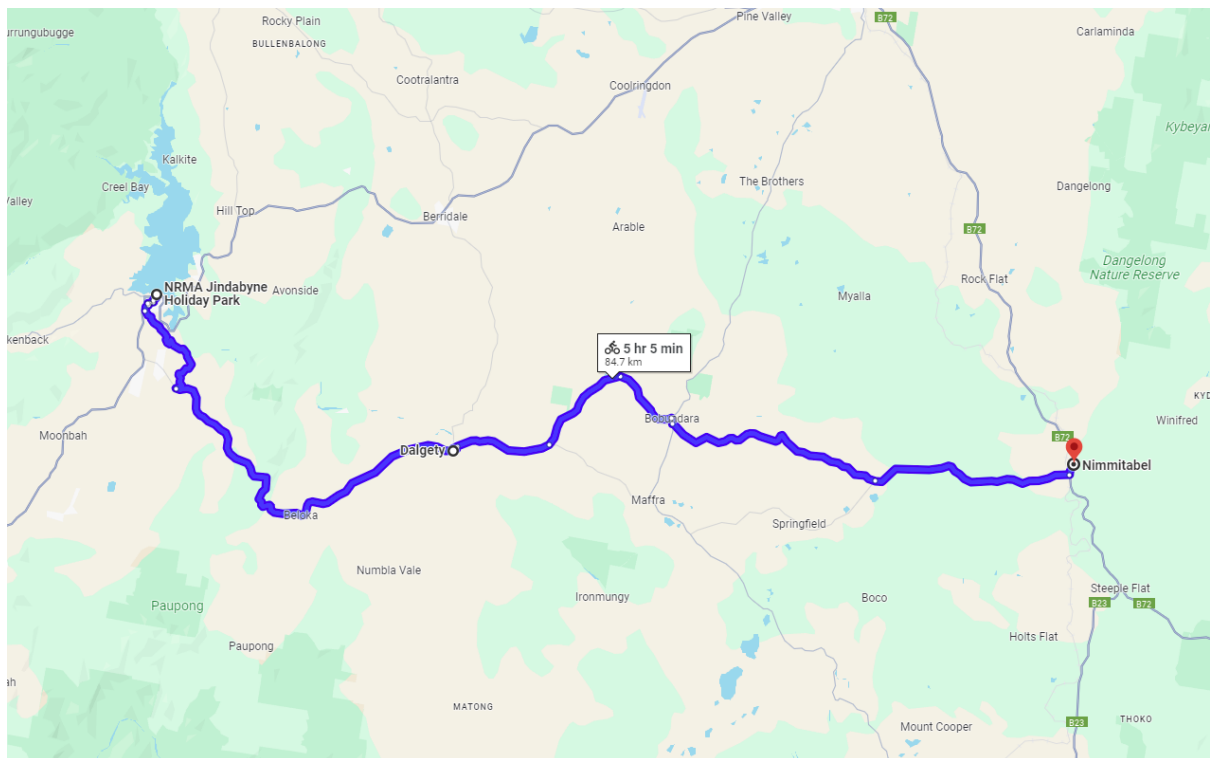 Rocky Plain
Pine Valley
B72
urrungubugge
BULLENBALONG
Carlaminda
Cootralantra
Coolringdon
Kybeyan
Kalkite
Creel Bay
The Brothers
Dangelong
Valley
Hill Top
Berridale
Arable
B72
Dangelong
Nature Reserve
Rock Flat
NRMA Jindabyne
Holiday Park
Avonside
Myalla
kenback
5 hr 5 min
84.7 km
KYD
Winifred
Moonbah
B72
Dalgety
Nimmitabel
Maffra
Beloka
Springfield
Numbla Vale
Steeple Flat
B23
B72
Ironmungy
Boco
Paupong
Holts Flat
Paupong
ah
MATONG
B23
THOKO
Mount Cooper